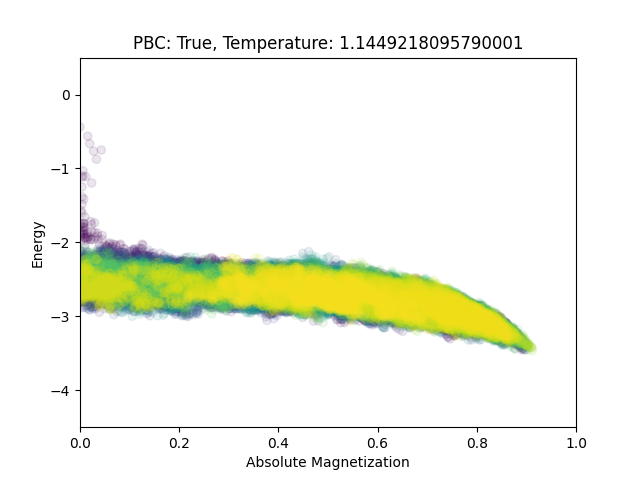 PBC: True, Temperature: 1.1449218095790001
Energy
0
−1
−2
−3
−4
0.0 0.2 0.4 0.6 0.8 1.0
Absolute Magnetization